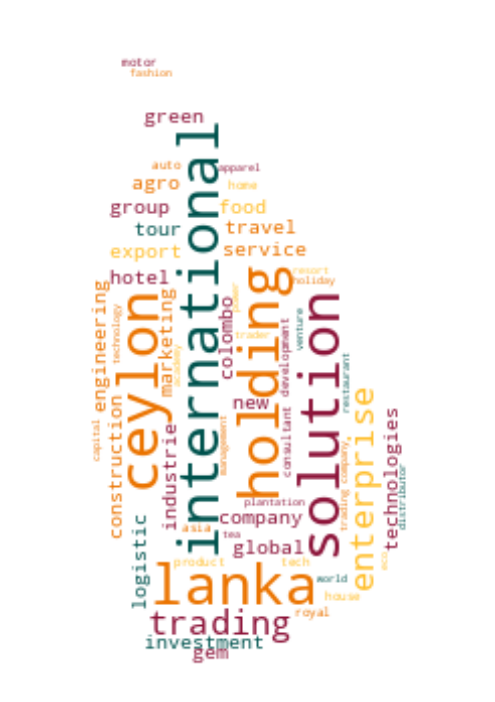 motor
fashion
green
international
auto
apparel
agro
home
group
food
tour
travel
export
service
hotel
holding
resort
holiday
engineering
technology
ceylon
marketing
academy
colombo
power
solution
trader
venture
consultant
development
restaurant
new
enterprise
construction
capital
industrie
management
technologies
trading company
distributor
plantation
company
logistic
asia
tea
global
product
tech
eco
lanka
world
house
trading
royal
investment
gem